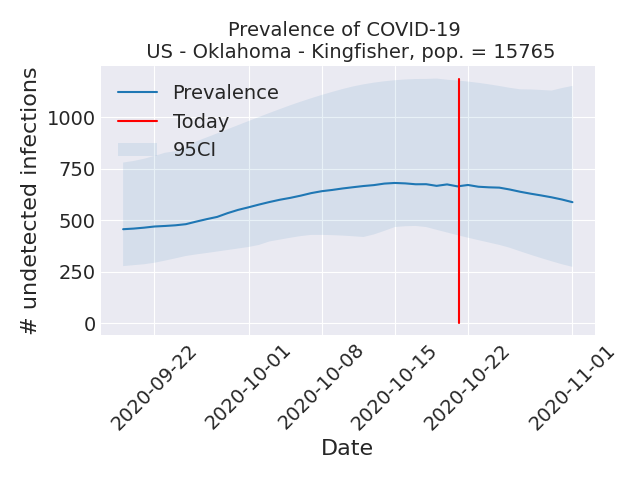 Prevalence of COVID-19
US - Oklahoma - Kingfisher, pop. = 15765
# undetected infections
1000
750
500
250
0
Prevalence
Today
95CI
2020-09-22
2020-10-01
2020-10-08
2020-10-15
2020-10-22
2020-11-01
Date